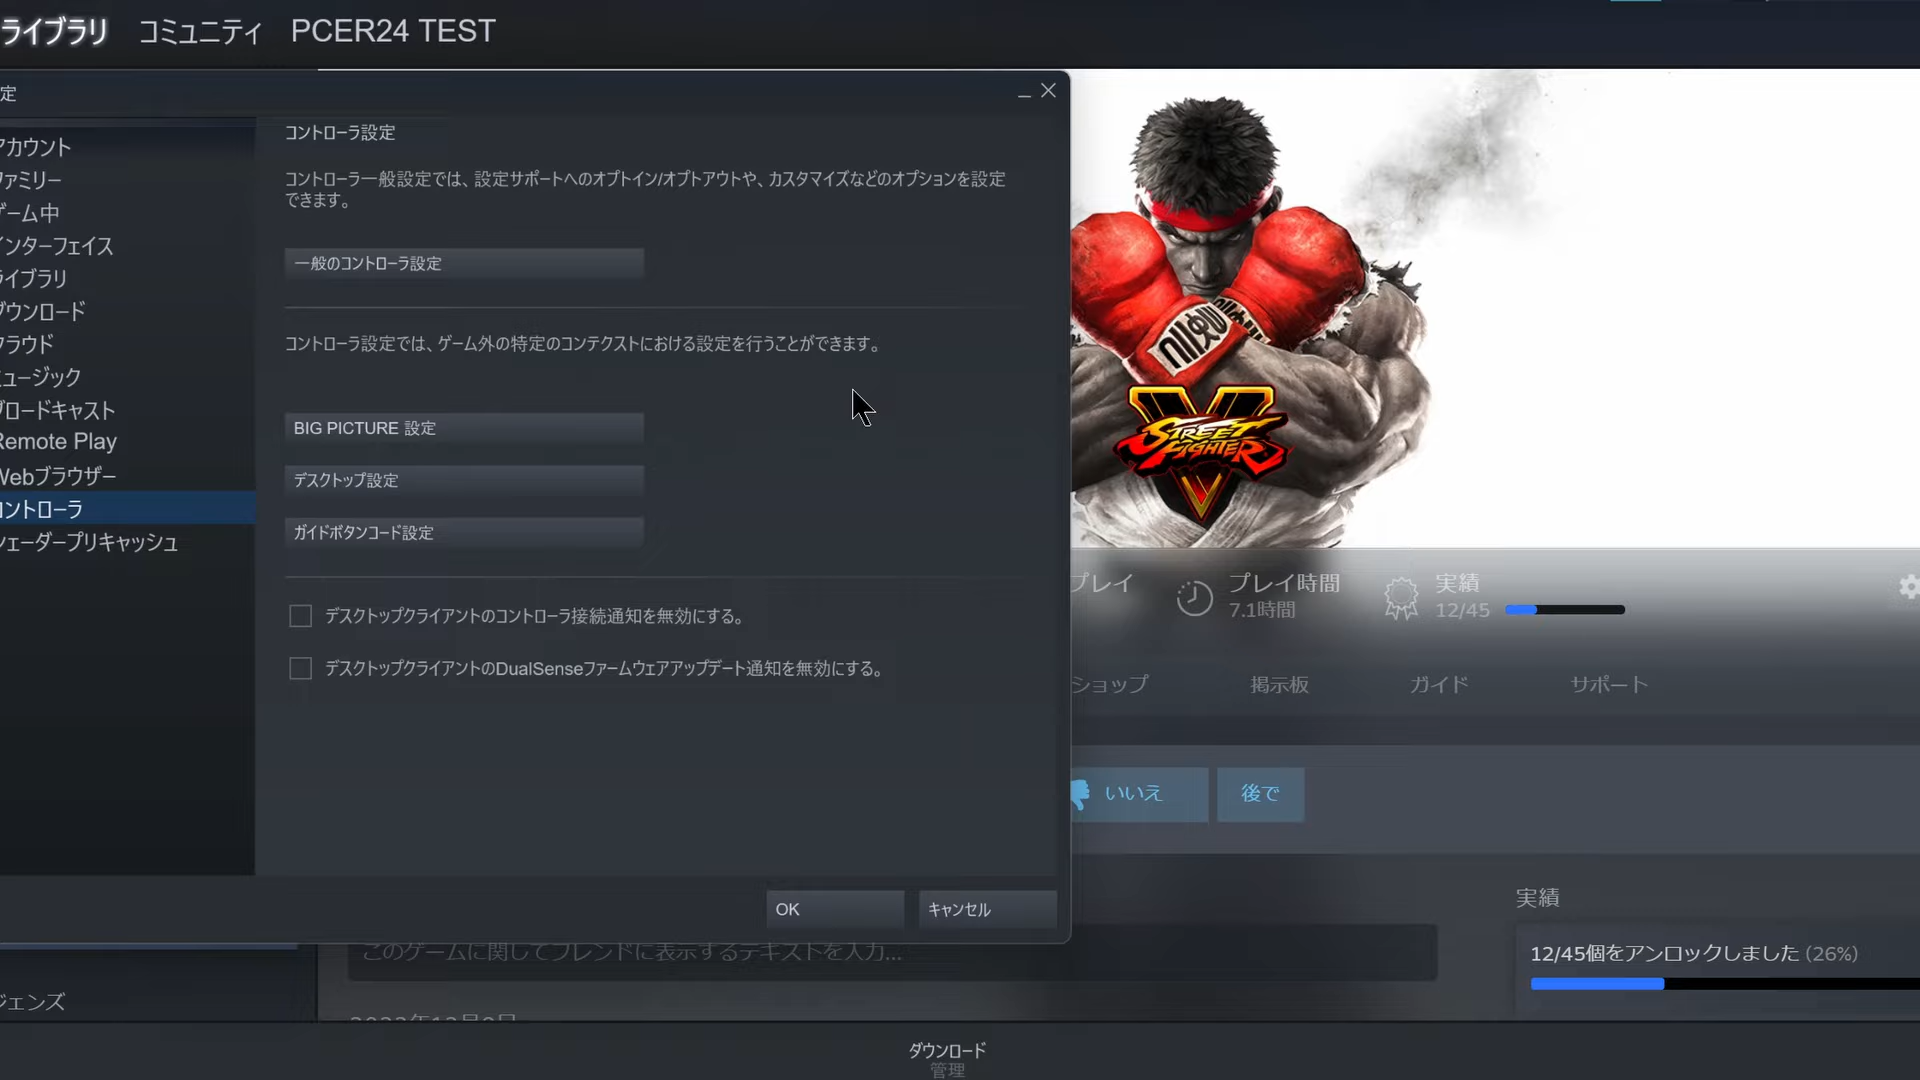 ライブラリ コミュニティ PCER24 TEST
定
コントローラ設定
コントローラ一般設定では、設定サポートへのオプトイン/オプトアウトや、カスタマイズなどのオプションを設定
できます。
一般のコントローラ設定
コントローラ設定では、ゲーム外の特定のコンテクストにおける設定を行うことができます。
BIG PICTURE 設定
デスクトップ設定
ガイドボタンコード設定
デスクトップクライアントのコントローラ接続通知を無効にする。
デスクトップクライアントのDualSenseファームウェアアップデート通知を無効にする。
OK キャンセル
アカウント
ファミリー
ゲーム中
インターフェイス
ライブラリ
ダウンロード
クラウド
ミュージック
ブロードキャスト
Remote Play
Webブラウザー
コントローラ
シェーダープリキャッシュ
STREET
FIGHTER
V
プレイ プレイ時間 実績
7.1時間 12/45
ショップ 掲示板 ガイド サポート
いいえ 後で
このゲームに関してフレンドに表示するテキストを入力...
実績
12/45個をアンロックしました (26%)
ジェンズ
ダウンロード
管理